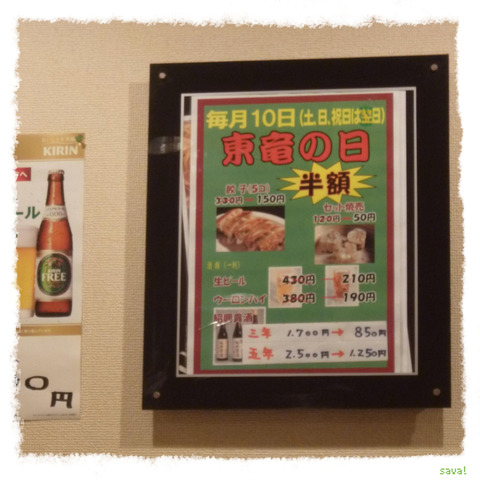 毎月10日(土,日,祝日は翌日)
東竜の日
半額
餃子(5コ)
330円 150円
セット焼売
120円 50円
生ビール 430円 210円
ウーロンハイ 380円 190円
紹興貴酒
三年 1.700円→ 850円
五年 2.500円→ 1.250円
KIRIN
へ
ール
FREE
0円
sava!